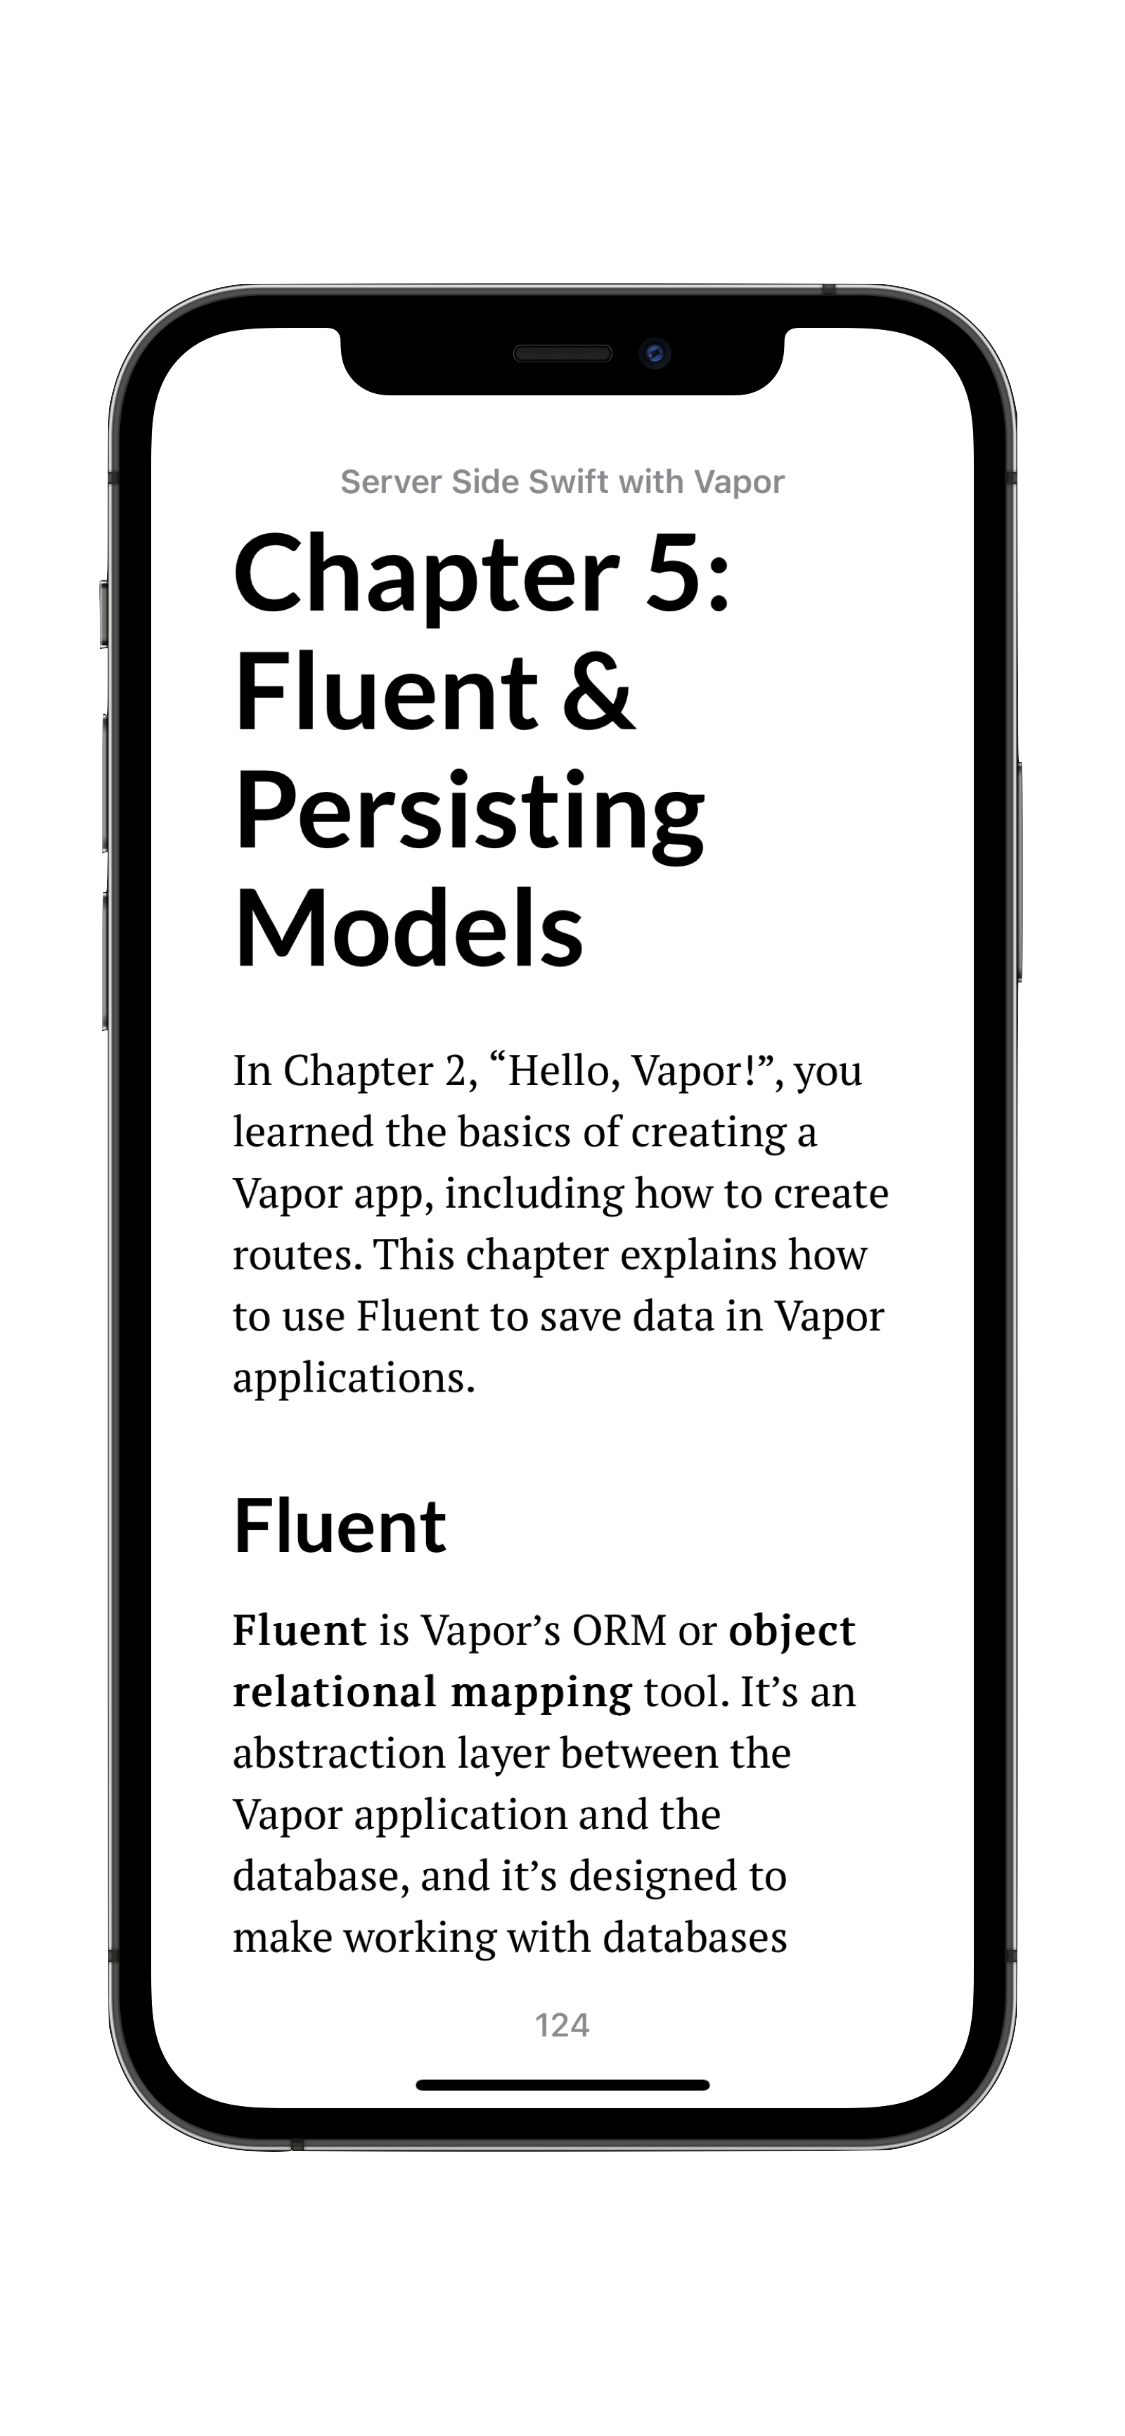 Server Side Swift with Vapor
Chapter 5:
Fluent &
Persisting
Models
In Chapter 2, “Hello, Vapor!”, you
learned the basics of creating a
Vapor app, including how to create
routes. This chapter explains how
to use Fluent to save data in Vapor
applications.
Fluent
Fluent is Vapor’s ORM or object
relational mapping tool. It’s an
abstraction layer between the
Vapor application and the
database, and it’s designed to
make working with databases
124